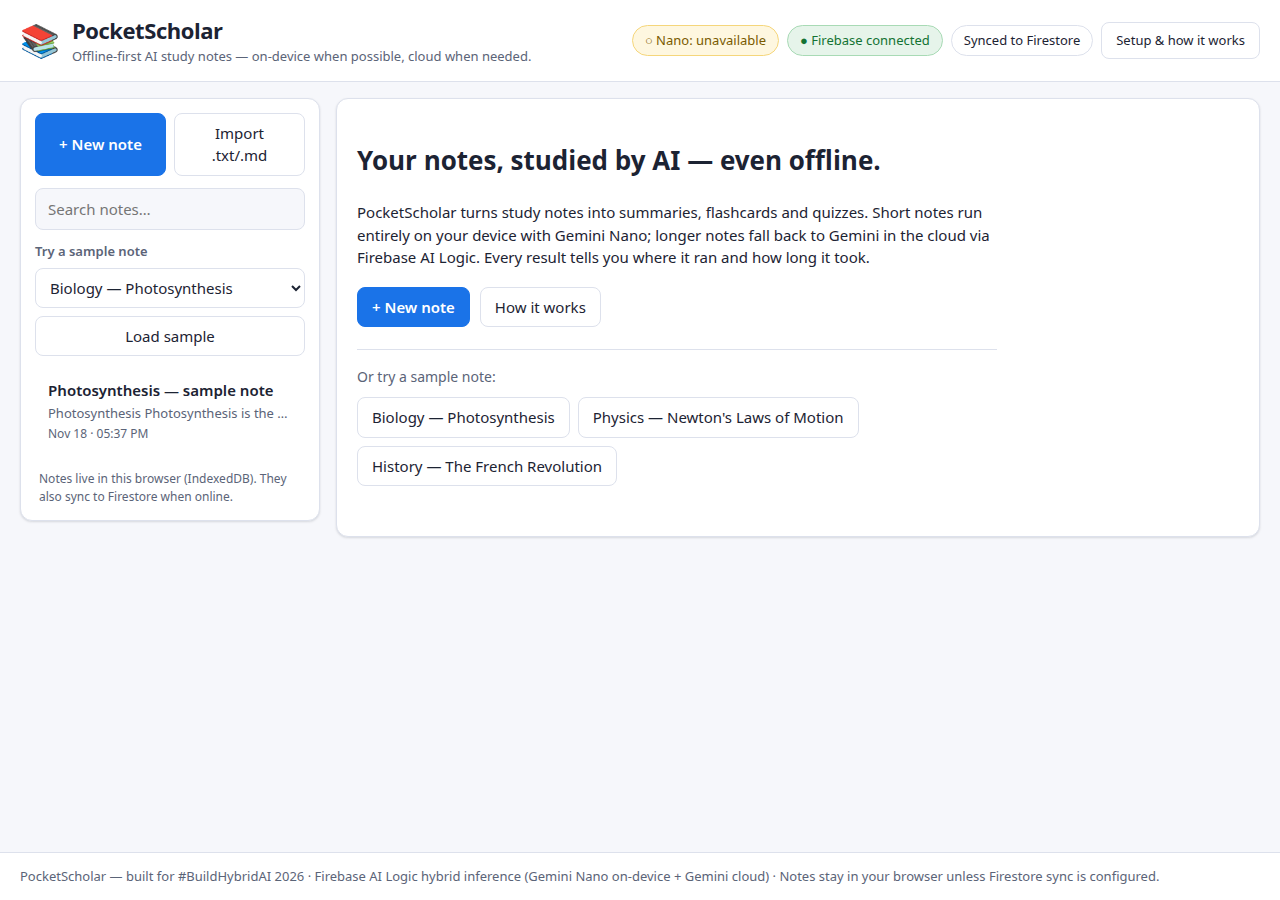 PocketScholar
Offline-first AI study notes — on-device when possible, cloud when needed.
○ Nano: unavailable
● Firebase connected
Synced to Firestore
Setup & how it works
+ New note
Import
.txt/.md
Search notes...
Try a sample note
Biology — Photosynthesis
Load sample
Photosynthesis — sample note
Photosynthesis Photosynthesis is the ...
Nov 18 · 05:37 PM
Notes live in this browser (IndexedDB). They
also sync to Firestore when online.
Your notes, studied by AI — even offline.
PocketScholar turns study notes into summaries, flashcards and quizzes. Short notes run
entirely on your device with Gemini Nano; longer notes fall back to Gemini in the cloud via
Firebase AI Logic. Every result tells you where it ran and how long it took.
+ New note
How it works
Or try a sample note:
Biology — Photosynthesis
Physics — Newton's Laws of Motion
History — The French Revolution
PocketScholar — built for #BuildHybridAI 2026 · Firebase AI Logic hybrid inference (Gemini Nano on-device + Gemini cloud) · Notes stay in your browser unless Firestore sync is configured.